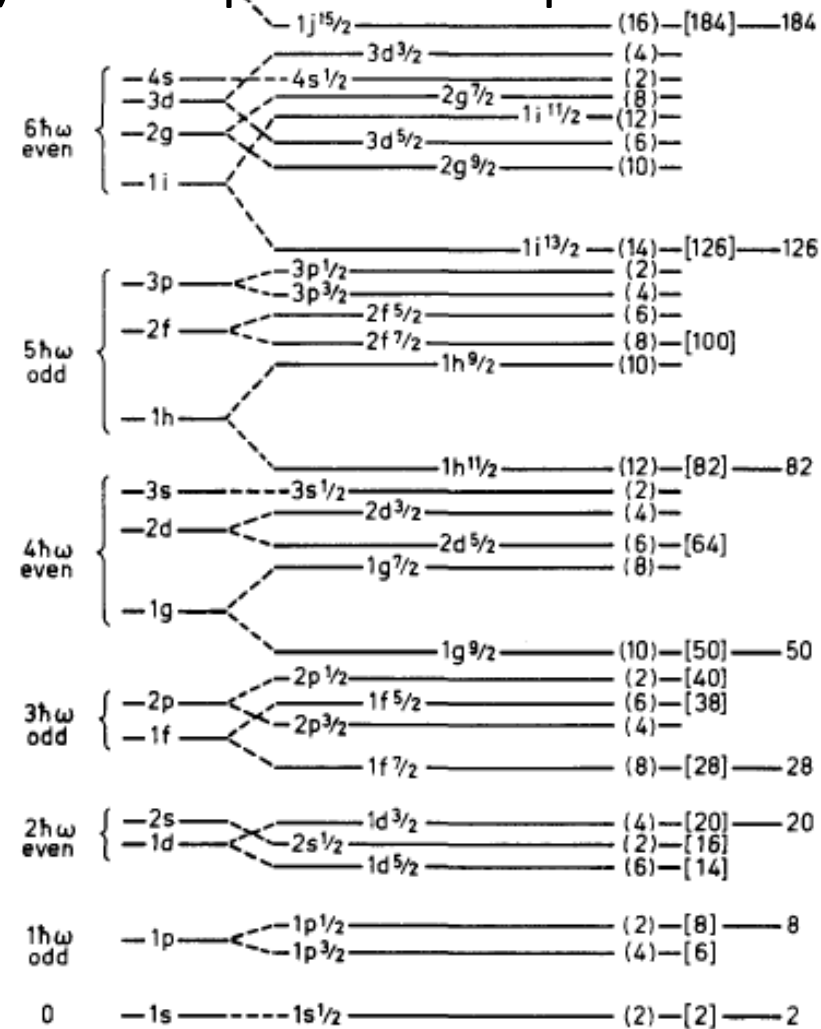 1j 15/2 (16) [184] 184
3d 3/2 (4)
4s 4s 1/2 (2)
3d 2g 7/2 (8)
6ħω even 2g 1i 11/2 (12)
3d 5/2 (6)
2g 9/2 (10)
1i
1i 13/2 (14) [126] 126
3p 3p 1/2 (2)
3p 3/2 (4)
2f 2f 5/2 (6)
5ħω odd 2f 7/2 (8) [100]
1h 9/2 (10)
1h
1h 11/2 (12) [82] 82
3s 3s 1/2 (2)
2d 2d 3/2 (4)
4ħω even 2d 5/2 (6) [64]
1g 7/2 (8)
1g
1g 9/2 (10) [50] 50
2p 1/2 (2) [40]
3ħω odd 2p 1f 5/2 (6) [38]
1f 2p 3/2 (4)
1f 7/2 (8) [28] 28
2ħω even 2s 1d 3/2 (4) [20] 20
1d 2s 1/2 (2) [16]
1d 5/2 (6) [14]
1ħω odd 1p 1p 1/2 (2) [8] 8
1p 3/2 (4) [6]
0 1s 1s 1/2 (2) [2] 2